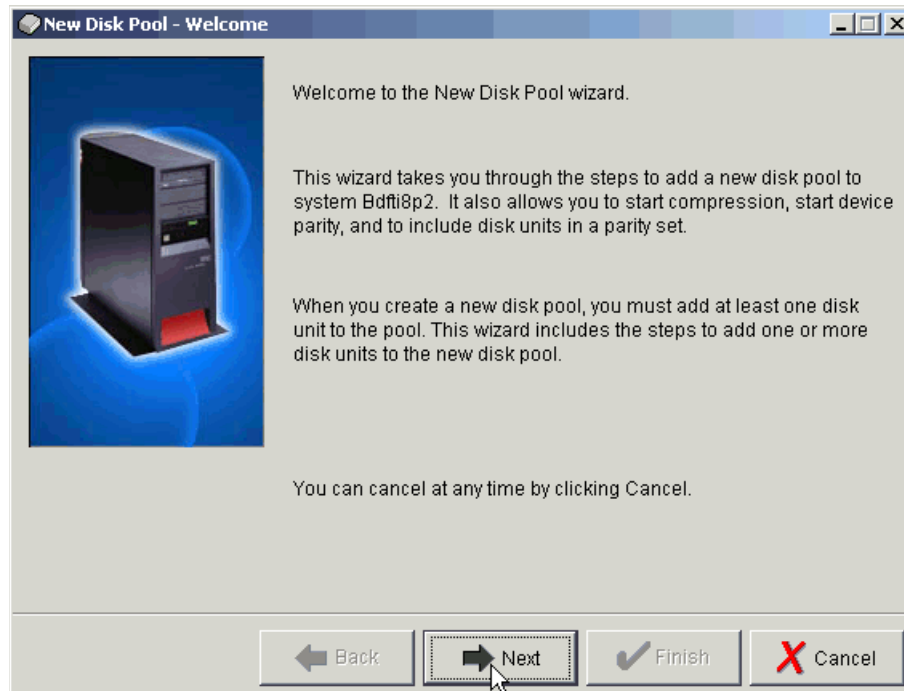 New Disk Pool - Welcome
Welcome to the New Disk Pool wizard.
This wizard takes you through the steps to add a new disk pool to
system Bdfti8p2. It also allows you to start compression, start device
parity, and to include disk units in a parity set.
When you create a new disk pool, you must add at least one disk
unit to the pool. This wizard includes the steps to add one or more
disk units to the new disk pool.
You can cancel at any time by clicking Cancel.
Back
Next
Finish
Cancel